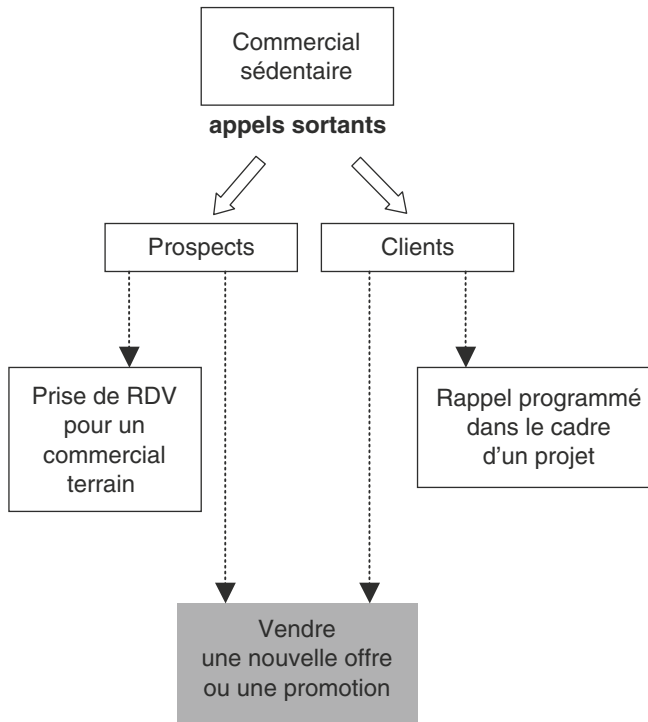 Commercial
sédentaire
appels sortants
Prospects
Clients
Prise de RDV
pour un
commercial
terrain
Rappel programmé
dans le cadre
d'un projet
Vendre
une nouvelle offre
ou une promotion